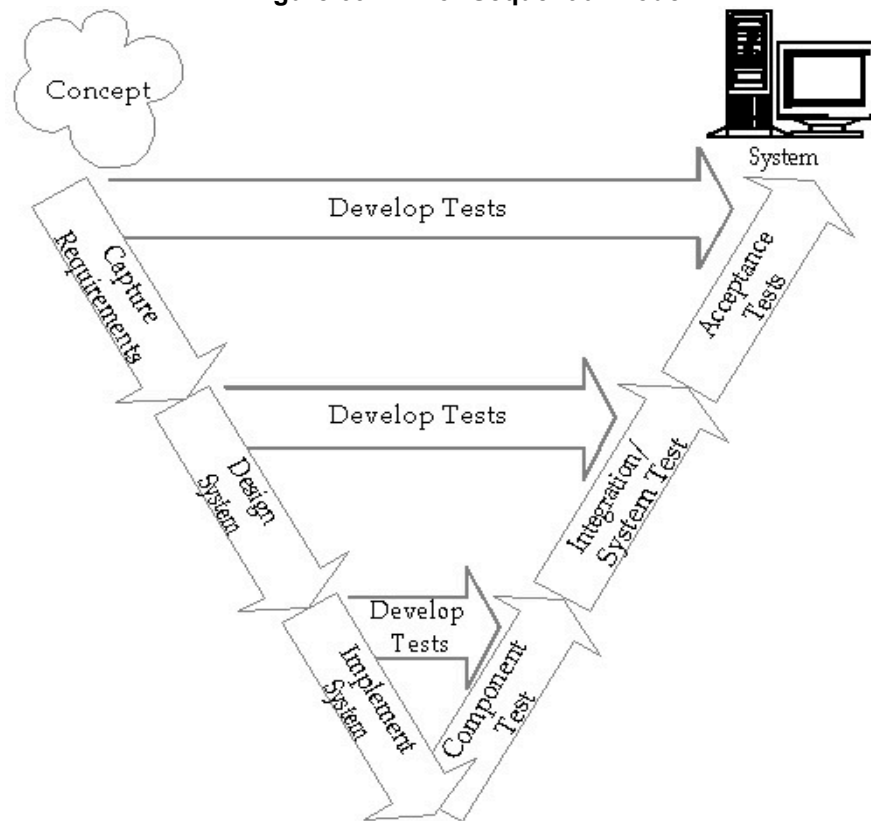 Concept
System
Develop Tests
Capture
Requirements
Acceptance
Tests
Develop Tests
Design
System
Integration/
System Test
Develop
Tests
Implement
System
Component
Test